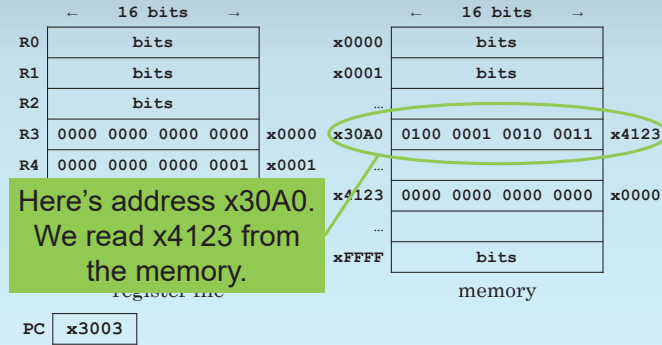 ← 16 bits → ← 16 bits →
R0 bits x0000 bits
R1 bits x0001 bits
R2 bits …
R3 0000 0000 0000 0000 x0000 x30A0 0100 0001 0010 0011 x4123
R4 0000 0000 0000 0001 x0001 …
x4123 0000 0000 0000 0000 x0000
…
xFFFF bits
Here's address x30A0.
We read x4123 from
the memory.
register file memory
PC x3003